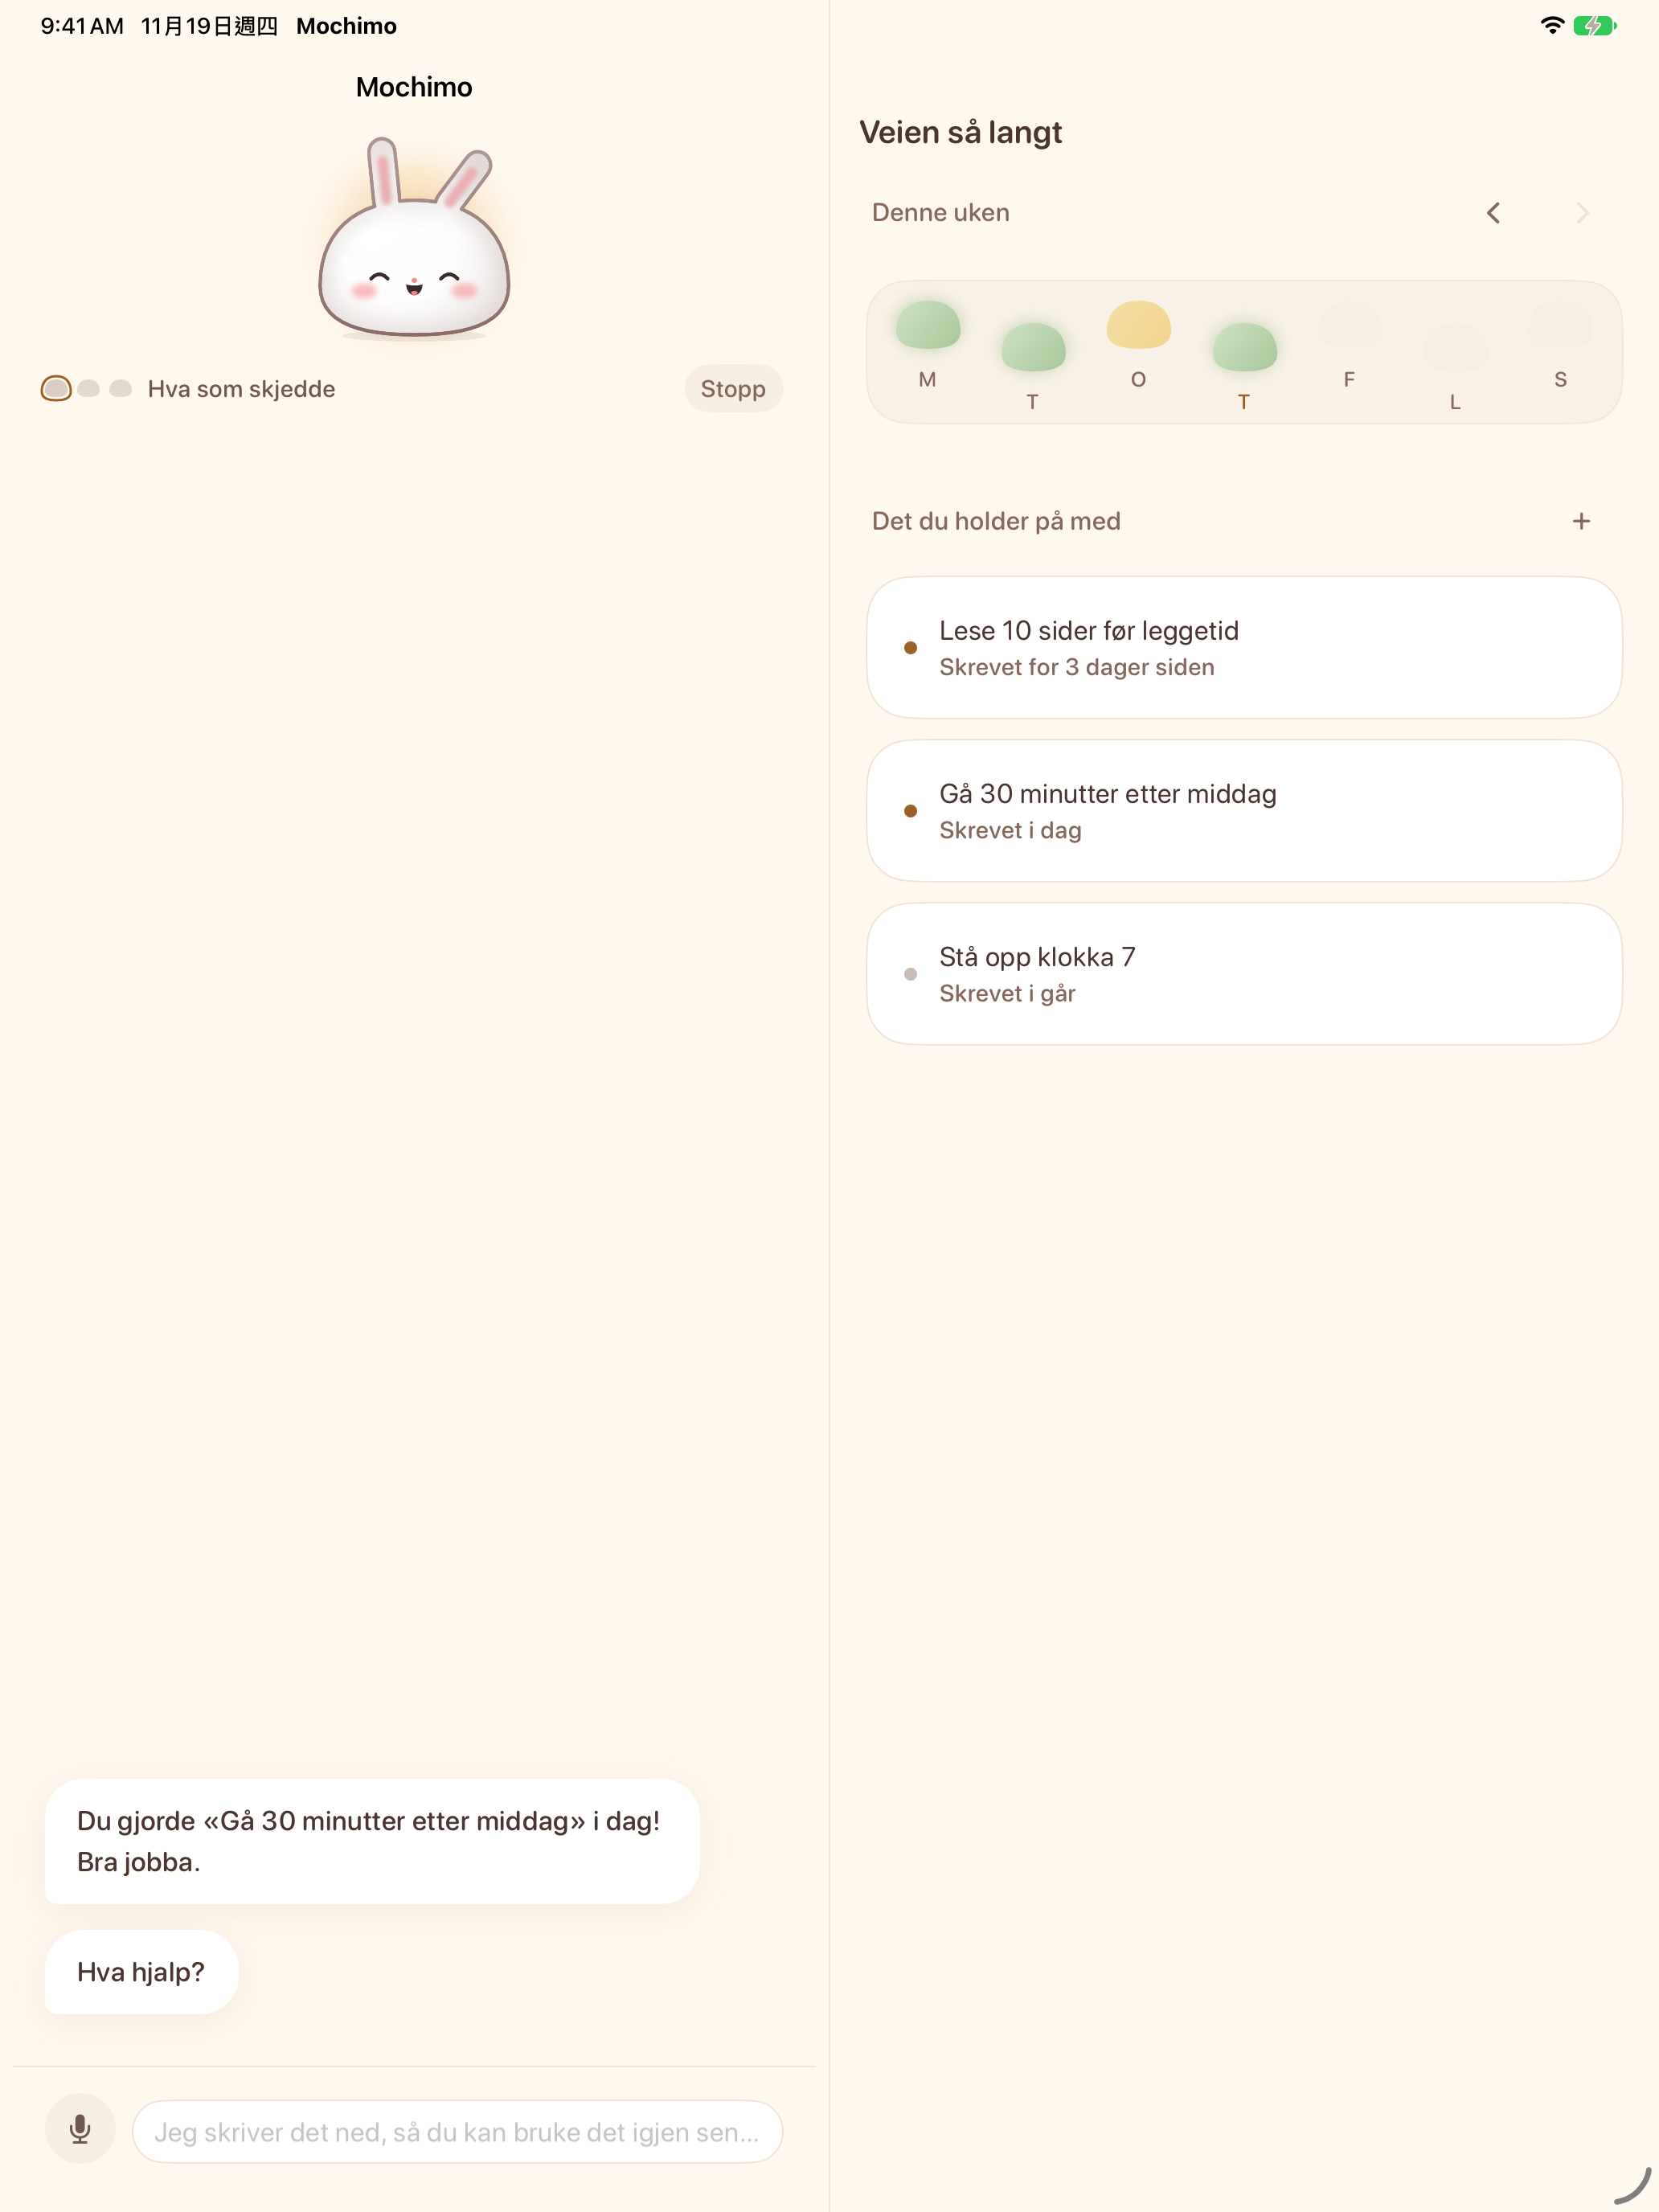 9:41 AM 11月19日週四 Mochimo
Mochimo
Hva som skjedde
Stopp
Du gjorde «Gå 30 minutter etter middag» i dag!
Bra jobba.
Hva hjalp?
Jeg skriver det ned, så du kan bruke det igjen sen...
Veien så langt
Denne uken
M T O T F L S
Det du holder på med
Lese 10 sider før leggetid
Skrevet for 3 dager siden
Gå 30 minutter etter middag
Skrevet i dag
Stå opp klokka 7
Skrevet i går